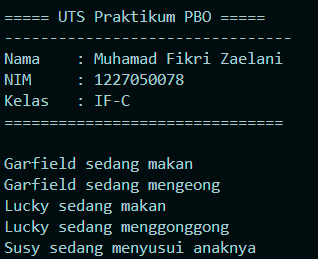 ===== UTS Praktikum PBO =====
--------------------------------
Nama    : Muhamad Fikri Zaelani
NIM     : 1227050078
Kelas   : IF-C
===============================
Garfield sedang makan
Garfield sedang mengeong
Lucky sedang makan
Lucky sedang menggonggong
Susy sedang menyusui anaknya